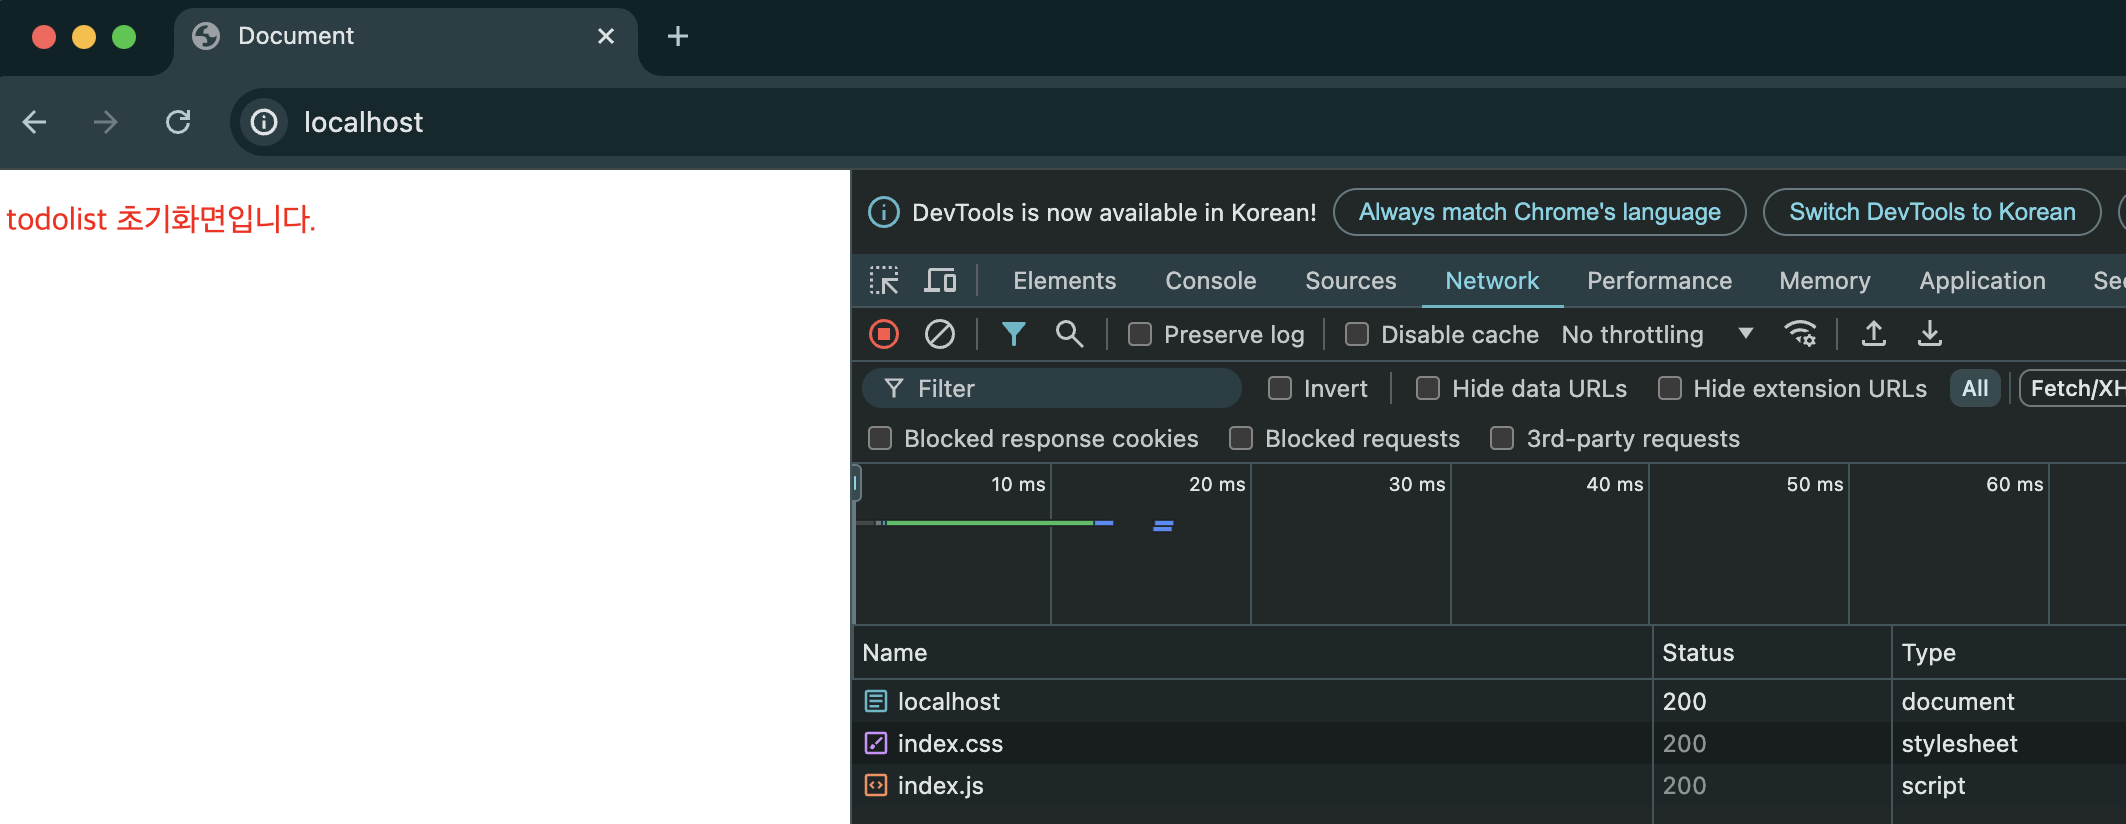 Document
localhost
todolist 초기화면입니다.
DevTools is now available in Korean! Always match Chrome's language Switch DevTools to Korean
Elements Console Sources Network Performance Memory Application
Preserve log Disable cache No throttling
Filter Invert Hide data URLs Hide extension URLs All Fetch/XH
Blocked response cookies Blocked requests 3rd-party requests
10 ms 20 ms 30 ms 40 ms 50 ms 60 ms
Name Status Type
localhost 200 document
index.css 200 stylesheet
index.js 200 script